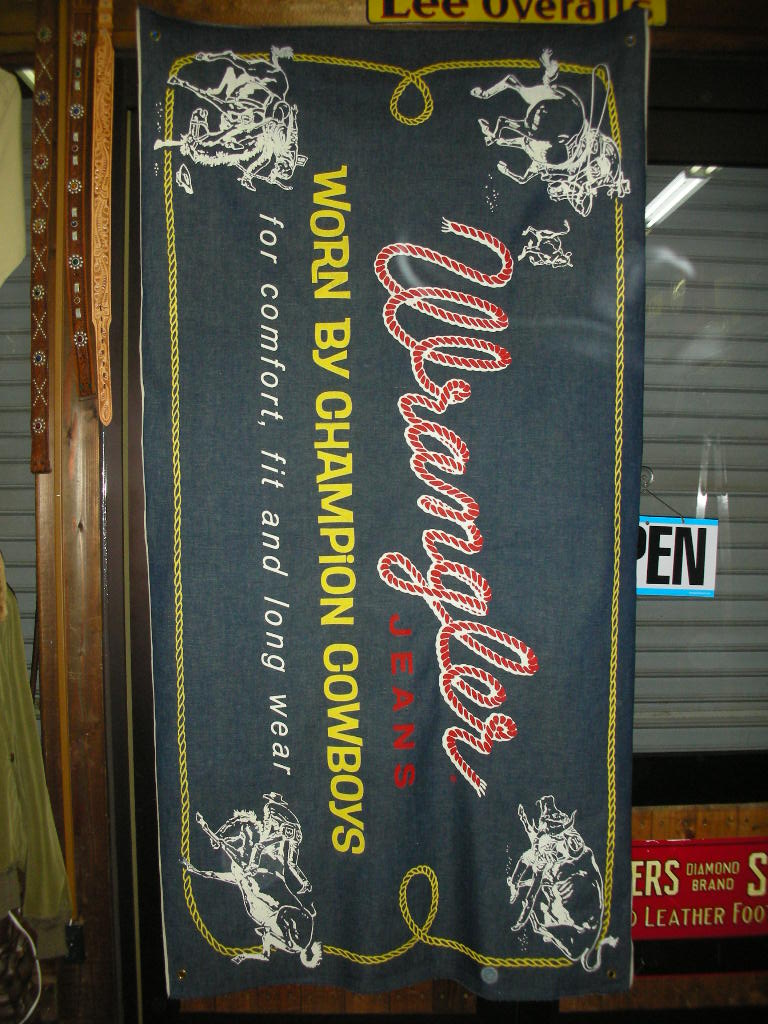 Lee Overalls
Wrangler
JEANS
WORN BY CHAMPION COWBOYS
for comfort, fit and long wear
PEN
ERS DIAMOND BRAND S
LEATHER FOO